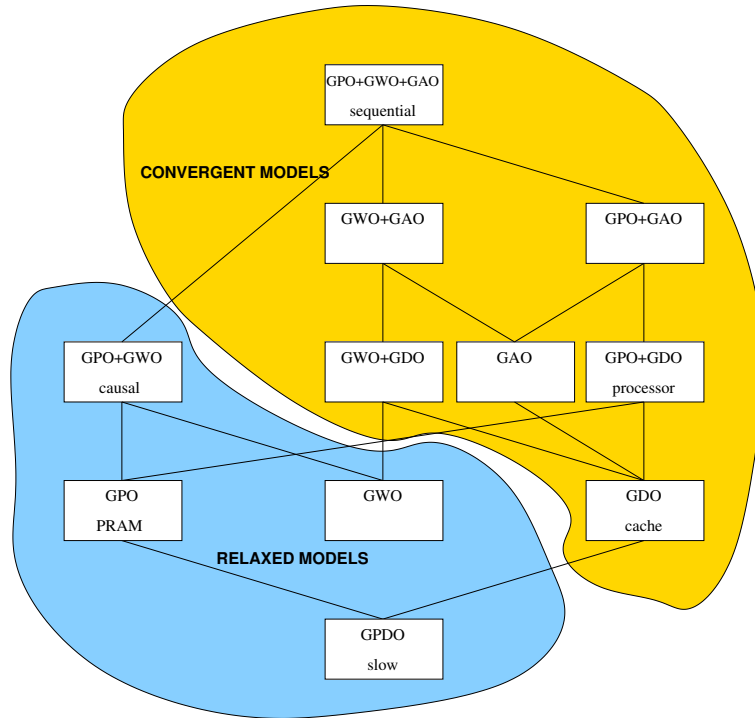 GPO+GWO+GAO
sequential
CONVERGENT MODELS
GWO+GAO
GPO+GAO
GPO+GWO
causal
GWO+GDO
GAO
GPO+GDO
processor
GPO
PRAM
GWO
GDO
cache
RELAXED MODELS
GPDO
slow